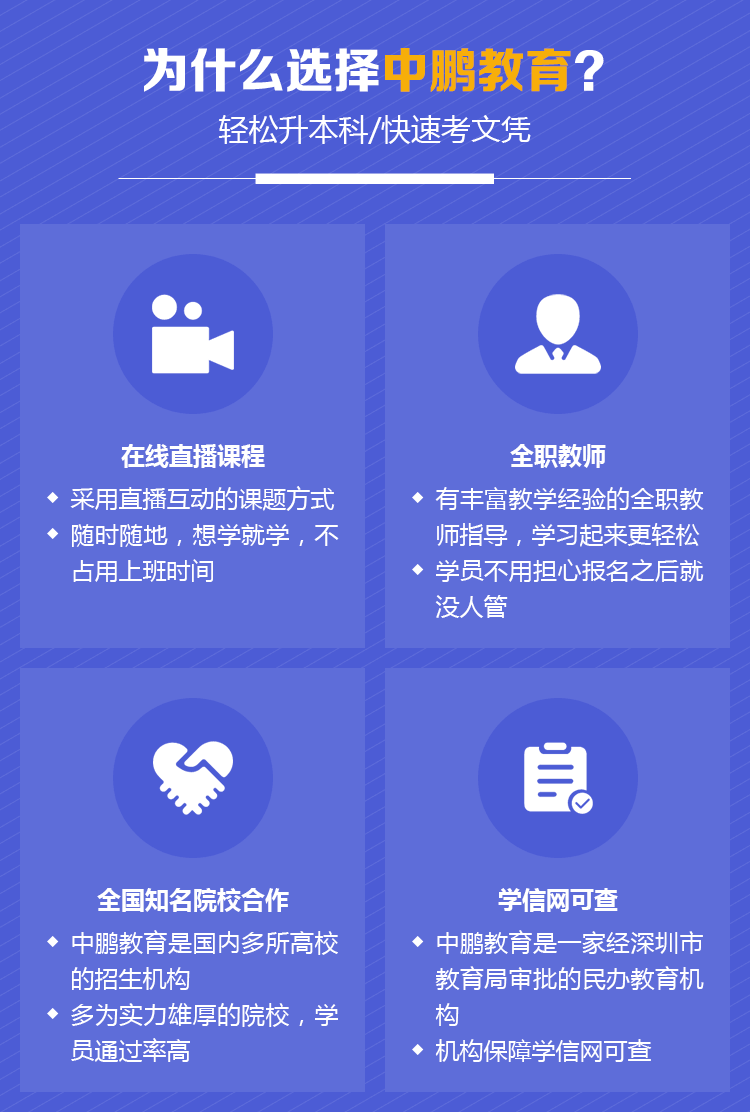 为什么选择中鹏教育?
轻松升本科/快速考文凭
在线直播课程
◆ 采用直播互动的课题方式
◆ 随时随地，想学就学，不
占用上班时间
全职教师
◆ 有丰富教学经验的全职教
师指导，学习起来更轻松
◆ 学员不用担心报名之后就
没人管
全国知名院校合作
◆ 中鹏教育是国内多所高校
的招生机构
◆ 多为实力雄厚的院校，学
员通过率高
学信网可查
◆ 中鹏教育是一家经深圳市
教育局审批的民办教育机
构
◆ 机构保障学信网可查